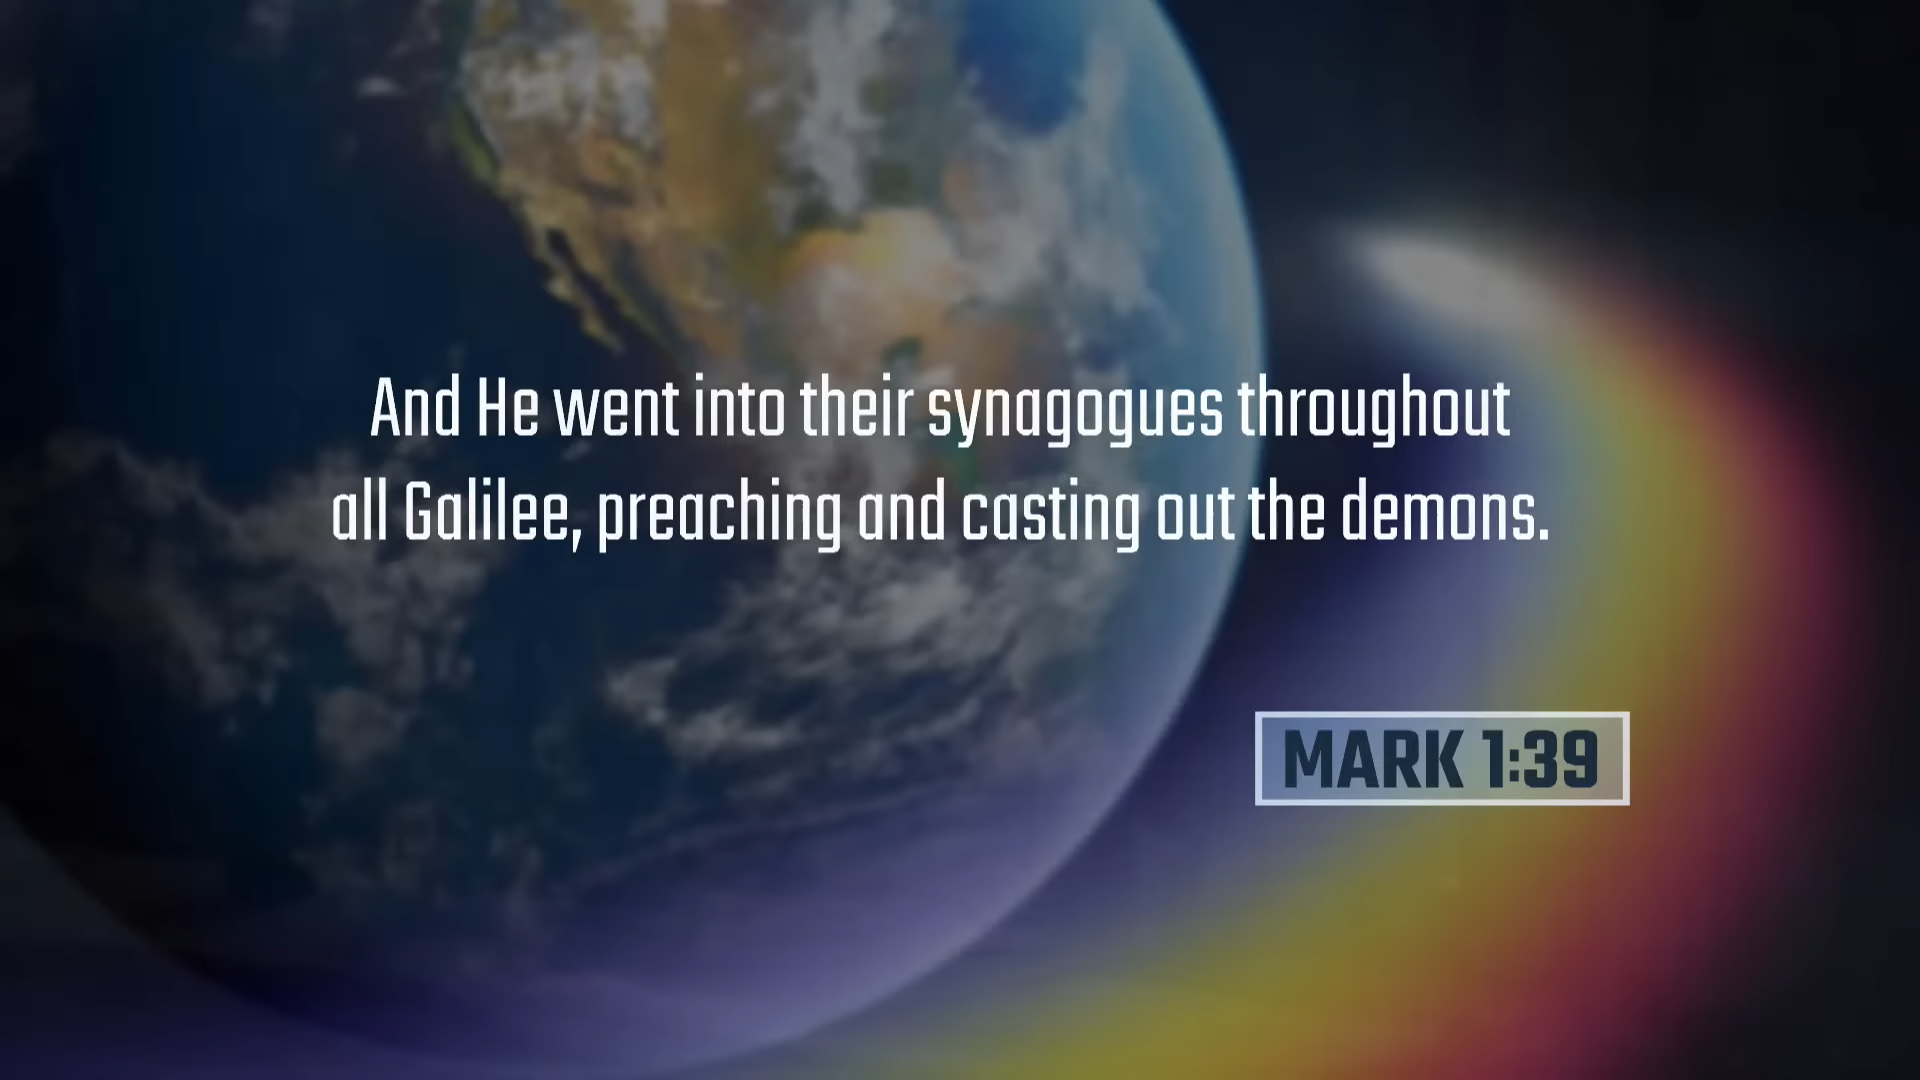 And He went into their synagogues throughout
all Galilee, preaching and casting out the demons.
MARK 1:39